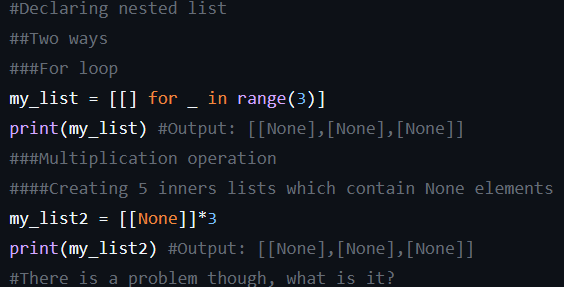 #Declaring nested list
##Two ways
###For loop
my_list = [[] for _ in range(3)]
print(my_list) #Output: [[None],[None],[None]]
###Multiplication operation
####Creating 5 inners lists which contain None elements
my_list2 = [[None]]*3
print(my_list2) #Output: [[None],[None],[None]]
#There is a problem though, what is it?